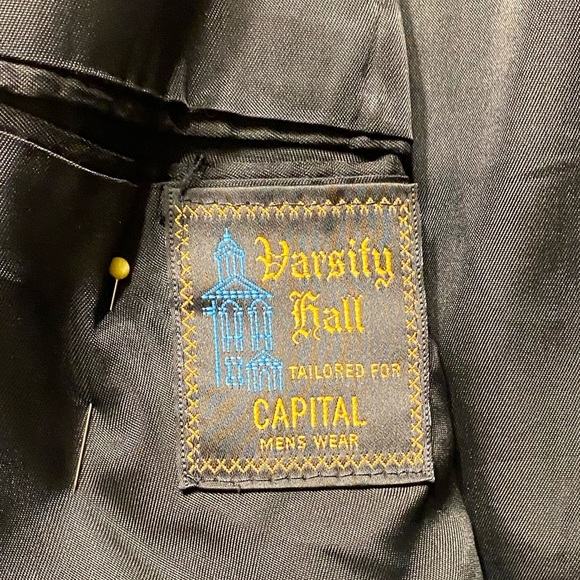 Varsity
Hall
TAILORED FOR
CAPITAL
MENS WEAR